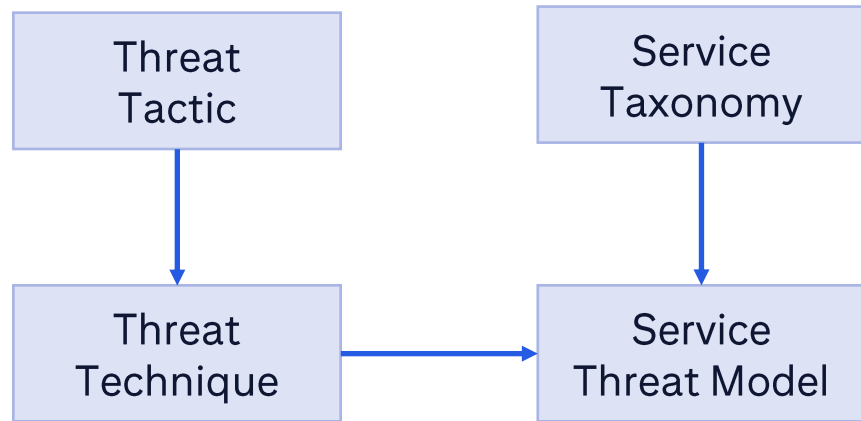 Threat
Tactic
Service
Taxonomy
Threat
Technique
Service
Threat Model